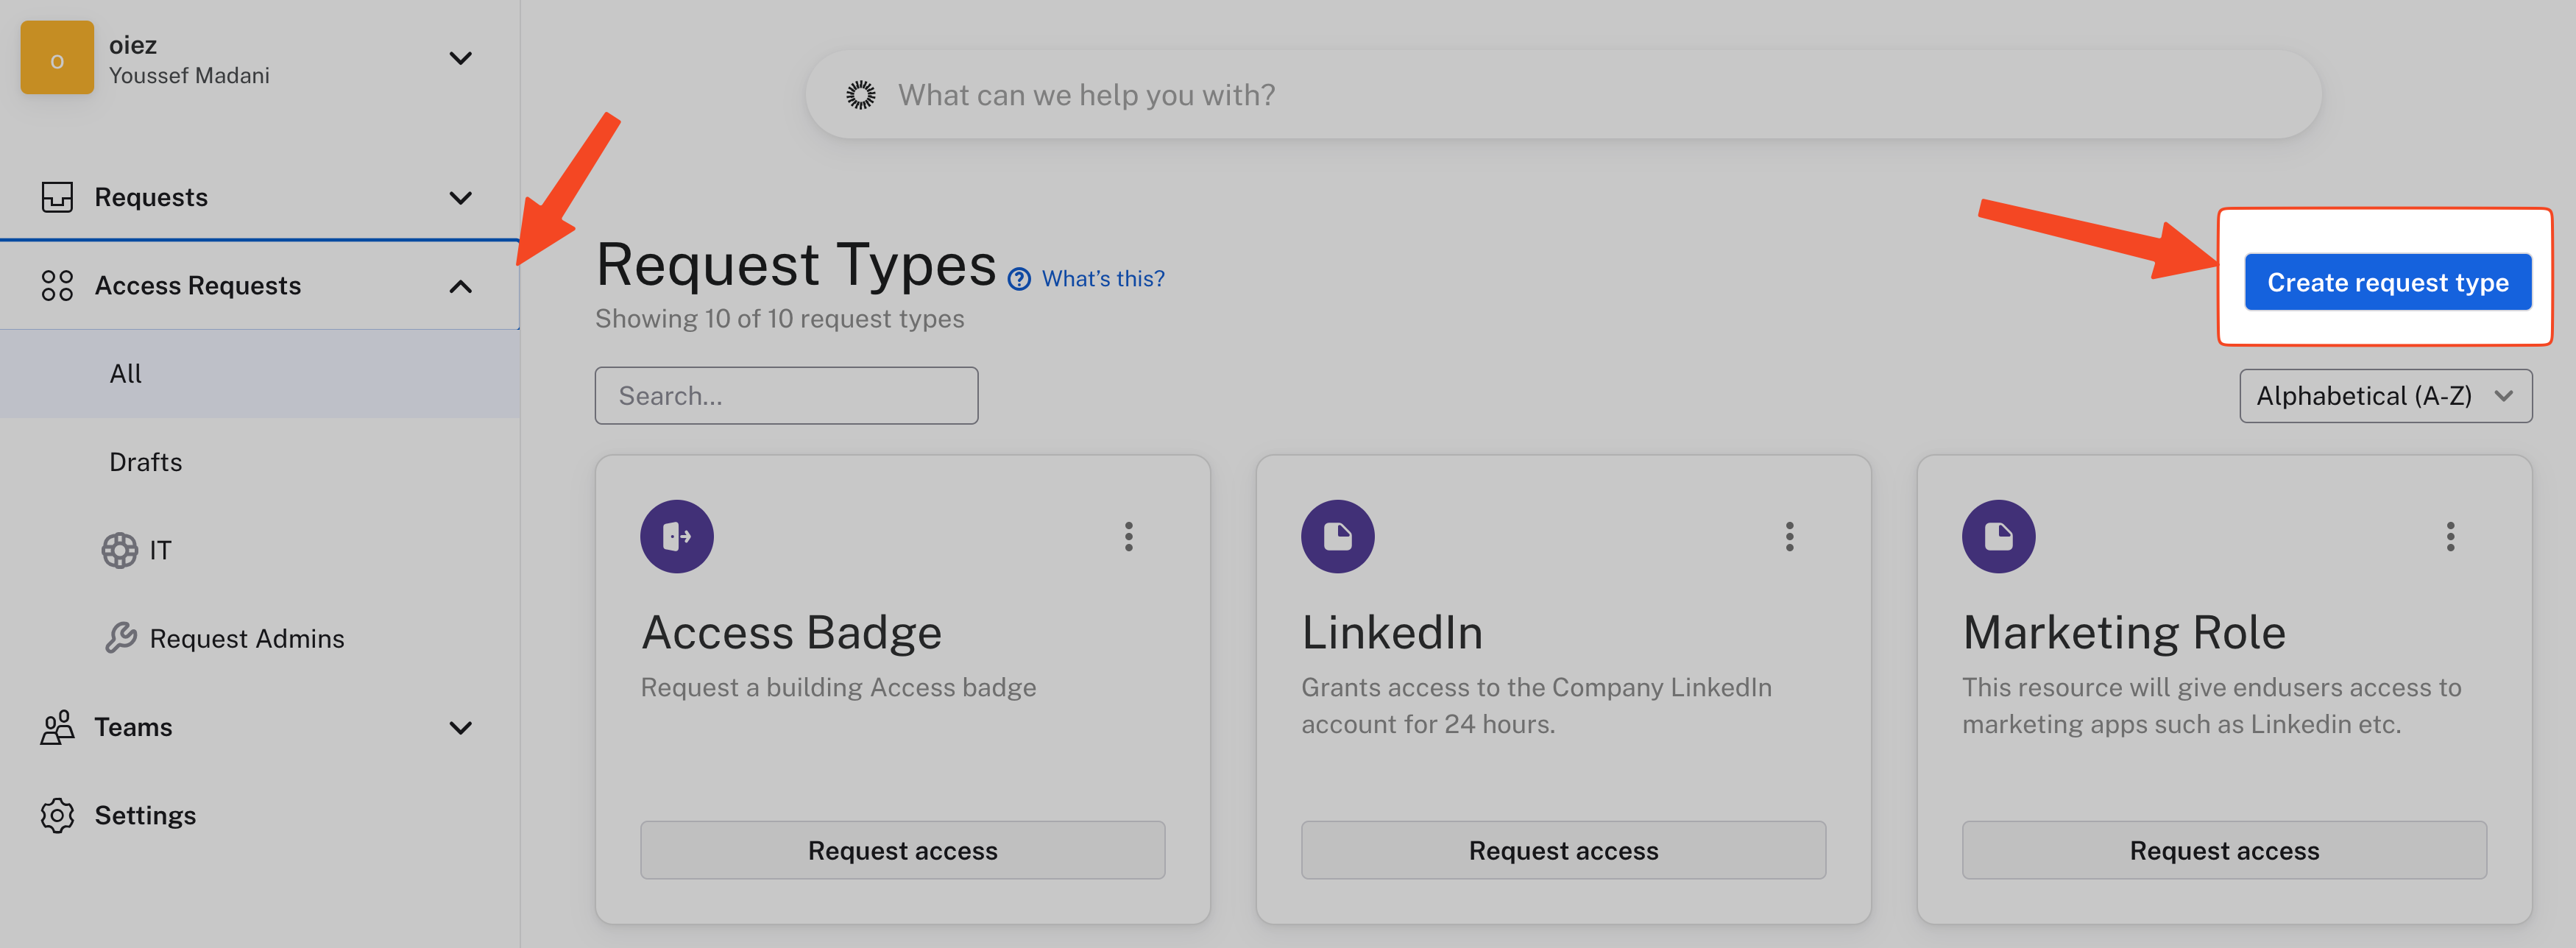 o
oiez
Youssef Madani
Requests
Access Requests
All
Drafts
IT
Request Admins
Teams
Settings
What can we help you with?
Request Types
What's this?
Create request type
Showing 10 of 10 request types
Search...
Alphabetical (A-Z)
Access Badge
Request a building Access badge
Request access
LinkedIn
Grants access to the Company LinkedIn
account for 24 hours.
Request access
Marketing Role
This resource will give endusers access to
marketing apps such as Linkedin etc.
Request access